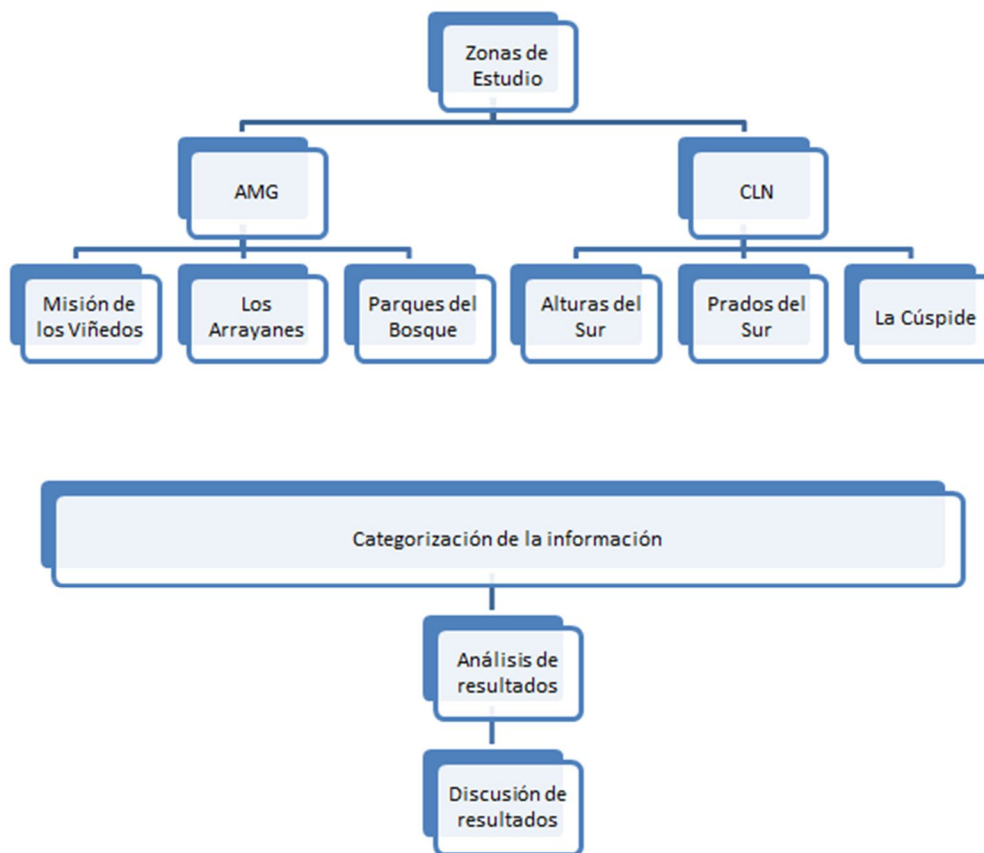 Zonas de
Estudio
AMG
CLN
Misión de
los Viñedos
Los
Arrayanes
Parques del
Bosque
Alturas del
Sur
Prados del
Sur
La Cúspide
Categorización de la información
Análisis de
resultados
Discusión de
resultados